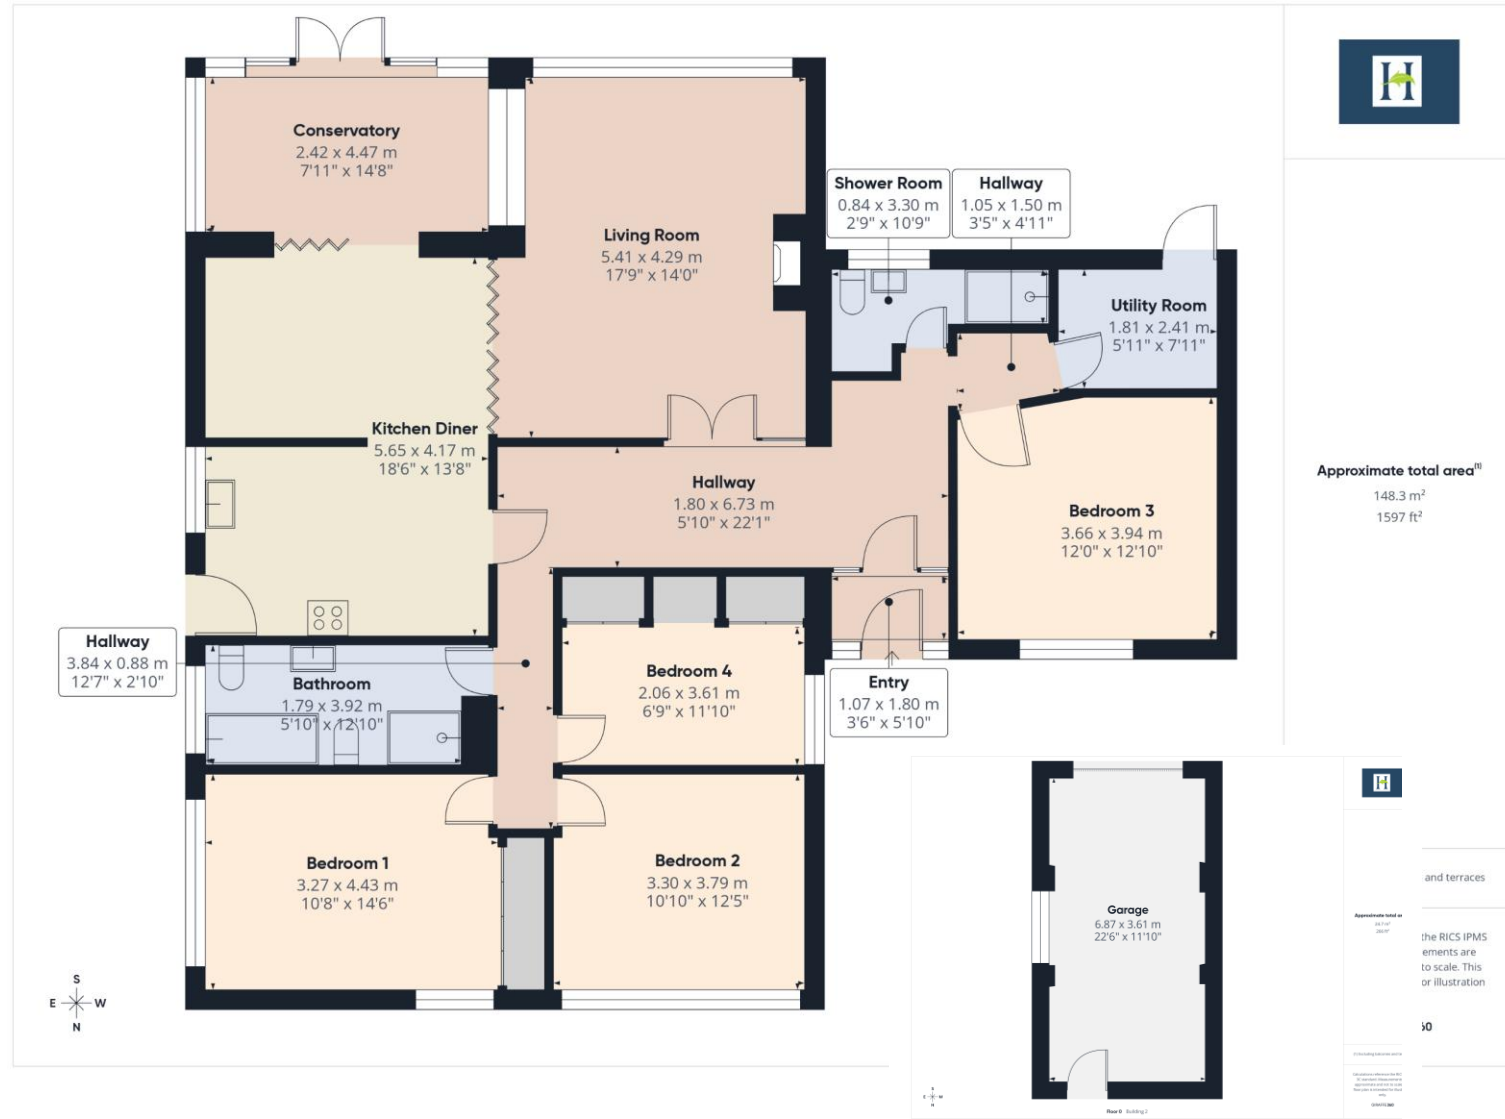 Conservatory
2.42 x 4.47 m
7'11" x 14'8"
Living Room
5.41 x 4.29 m
17'9" x 14'0"
Shower Room
0.84 x 3.30 m
2'9" x 10'9"
Hallway
1.05 x 1.50 m
3'5" x 4'11"
Utility Room
1.81 x 2.41 m
5'11" x 7'11"
Kitchen Diner
5.65 x 4.17 m
18'6" x 13'8"
Hallway
1.80 x 6.73 m
5'10" x 22'1"
Bedroom 3
3.66 x 3.94 m
12'0" x 12'10"
Hallway
3.84 x 0.88 m
12'7" x 2'10"
Bathroom
1.79 x 3.92 m
5'10" x 12'10"
Bedroom 4
2.06 x 3.61 m
6'9" x 11'10"
Entry
1.07 x 1.80 m
3'6" x 5'10"
Bedroom 1
3.27 x 4.43 m
10'8" x 14'6"
Bedroom 2
3.30 x 3.79 m
10'10" x 12'5"
S
E W
N
H
Approximate total area(1)
148.3 m²
1597 ft²
Garage
6.87 x 3.61 m
22'6" x 11'10"
S
E W
N
Floor 0 Building 2
H
Approximate total
and terraces
the RICS IPMS
ements are
to scale. This
or illustration
60